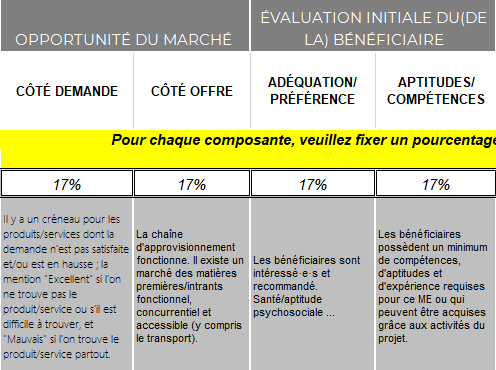 OPPORTUNITÉ DU MARCHÉ
ÉVALUATION INITIALE DU(DE
LA) BÉNÉFICIAIRE
CÔTÉ DEMANDE
CÔTÉ OFFRE
ADÉQUATION/
PRÉFÉRENCE
APTITUDES/
COMPÉTENCES
Pour chaque composante, veuillez fixer un pourcentage
17%
17%
17%
17%
Il y a un créneau pour les
produits/services dont la
demande n'est pas satisfaite
et/ou est en hausse ; la
mention "Excellent" si l'on
ne trouve pas le
produit/service ou s'il est
difficile à trouver, et
"Mauvais" si l'on trouve le
produit/service partout.
La chaîne
d'approvisionnement
fonctionne. Il existe un
marché des matières
premières/intrants
fonctionnel,
concurrentiel et
accessible (y compris
le transport).
Les bénéficiaires sont
intéressé·e·s et
recommandé.
Santé/aptitude
psychosociale ...
Les bénéficiaires
possèdent un minimum
de compétences,
d'aptitudes et
d'expérience requises
pour ce ME ou qui
peuvent être acquises
grâce aux activités du
projet.